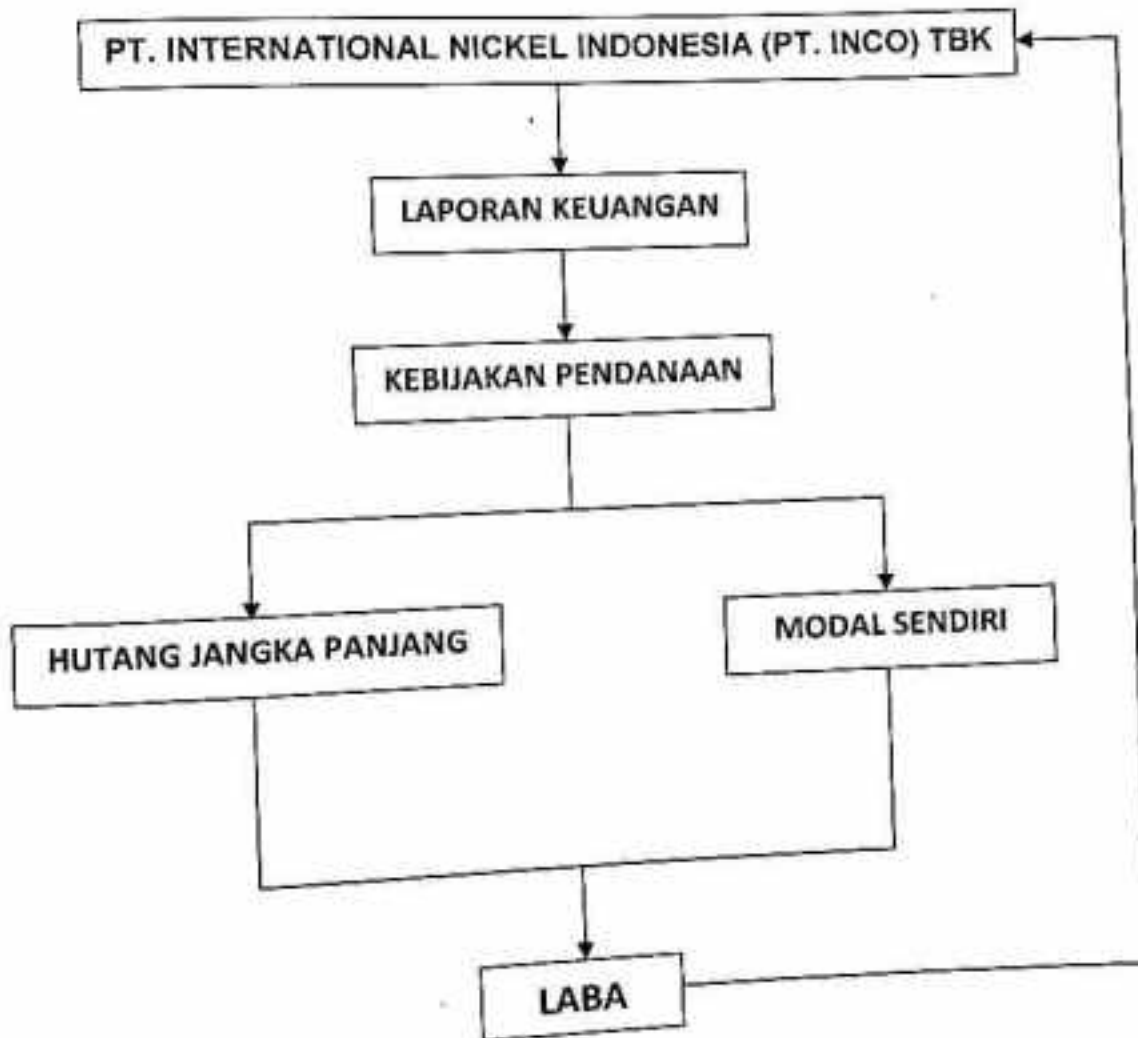 PT. INTERNATIONAL NICKEL INDONESIA (PT. INCO) TBK
LAPORAN KEUANGAN
KEBIJAKAN PENDANAAN
HUTANG JANGKA PANJANG
MODAL SENDIRI
LABA